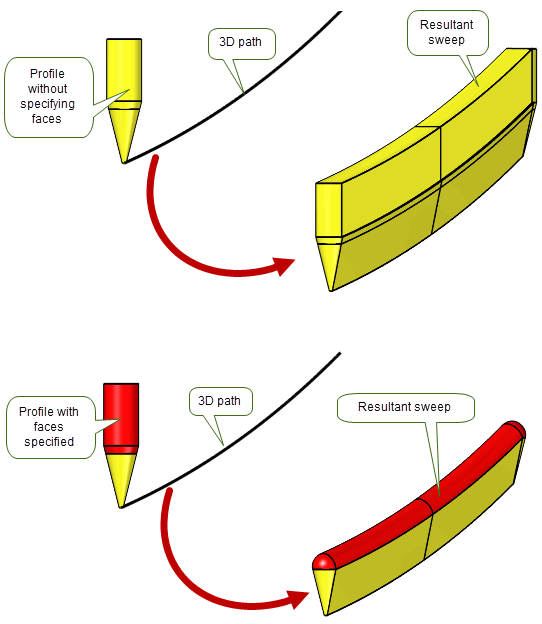 Profile
without
specifying
faces
3D path
Resultant
sweep
Profile with
faces
specified
3D path
Resultant sweep